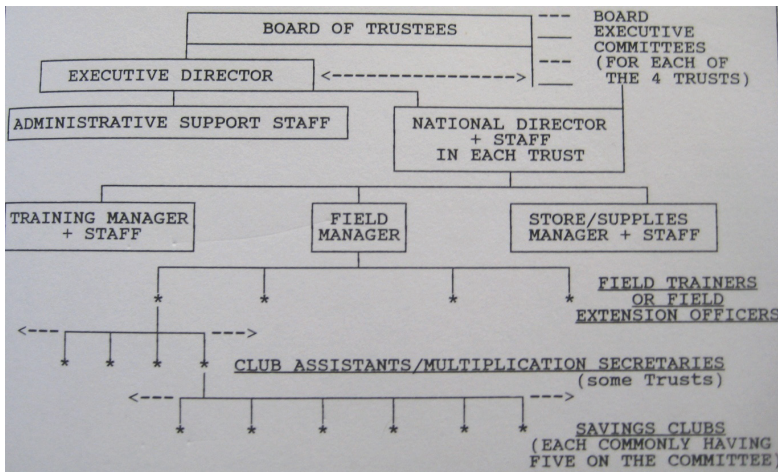 BOARD OF TRUSTEES
--- BOARD
EXECUTIVE
COMMITTEES
--- (FOR EACH OF
THE 4 TRUSTS)
EXECUTIVE DIRECTOR
<-------------->
ADMINISTRATIVE SUPPORT STAFF
NATIONAL DIRECTOR
+ STAFF
IN EACH TRUST
TRAINING MANAGER
+ STAFF
FIELD
MANAGER
STORE/SUPPLIES
MANAGER + STAFF
* * * *
FIELD TRAINERS
OR FIELD
EXTENSION OFFICERS
<--- --->
* * * *
CLUB ASSISTANTS/MULTIPLICATION SECRETARIES
(some Trusts)
<--- --->
* * * * * *
SAVINGS CLUBS
(EACH COMMONLY HAVING
FIVE ON THE COMMITTEE)